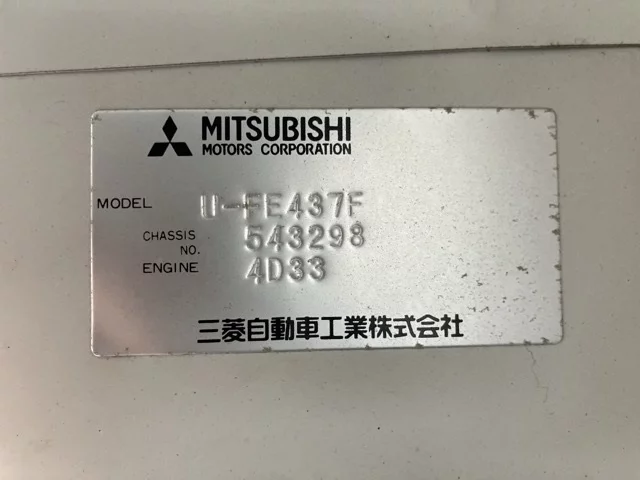 MITSUBISHI
MOTORS CORPORATION
MODEL U-FE437F
CHASSIS NO. 543298
ENGINE 4D33
三菱自動車工業株式会社